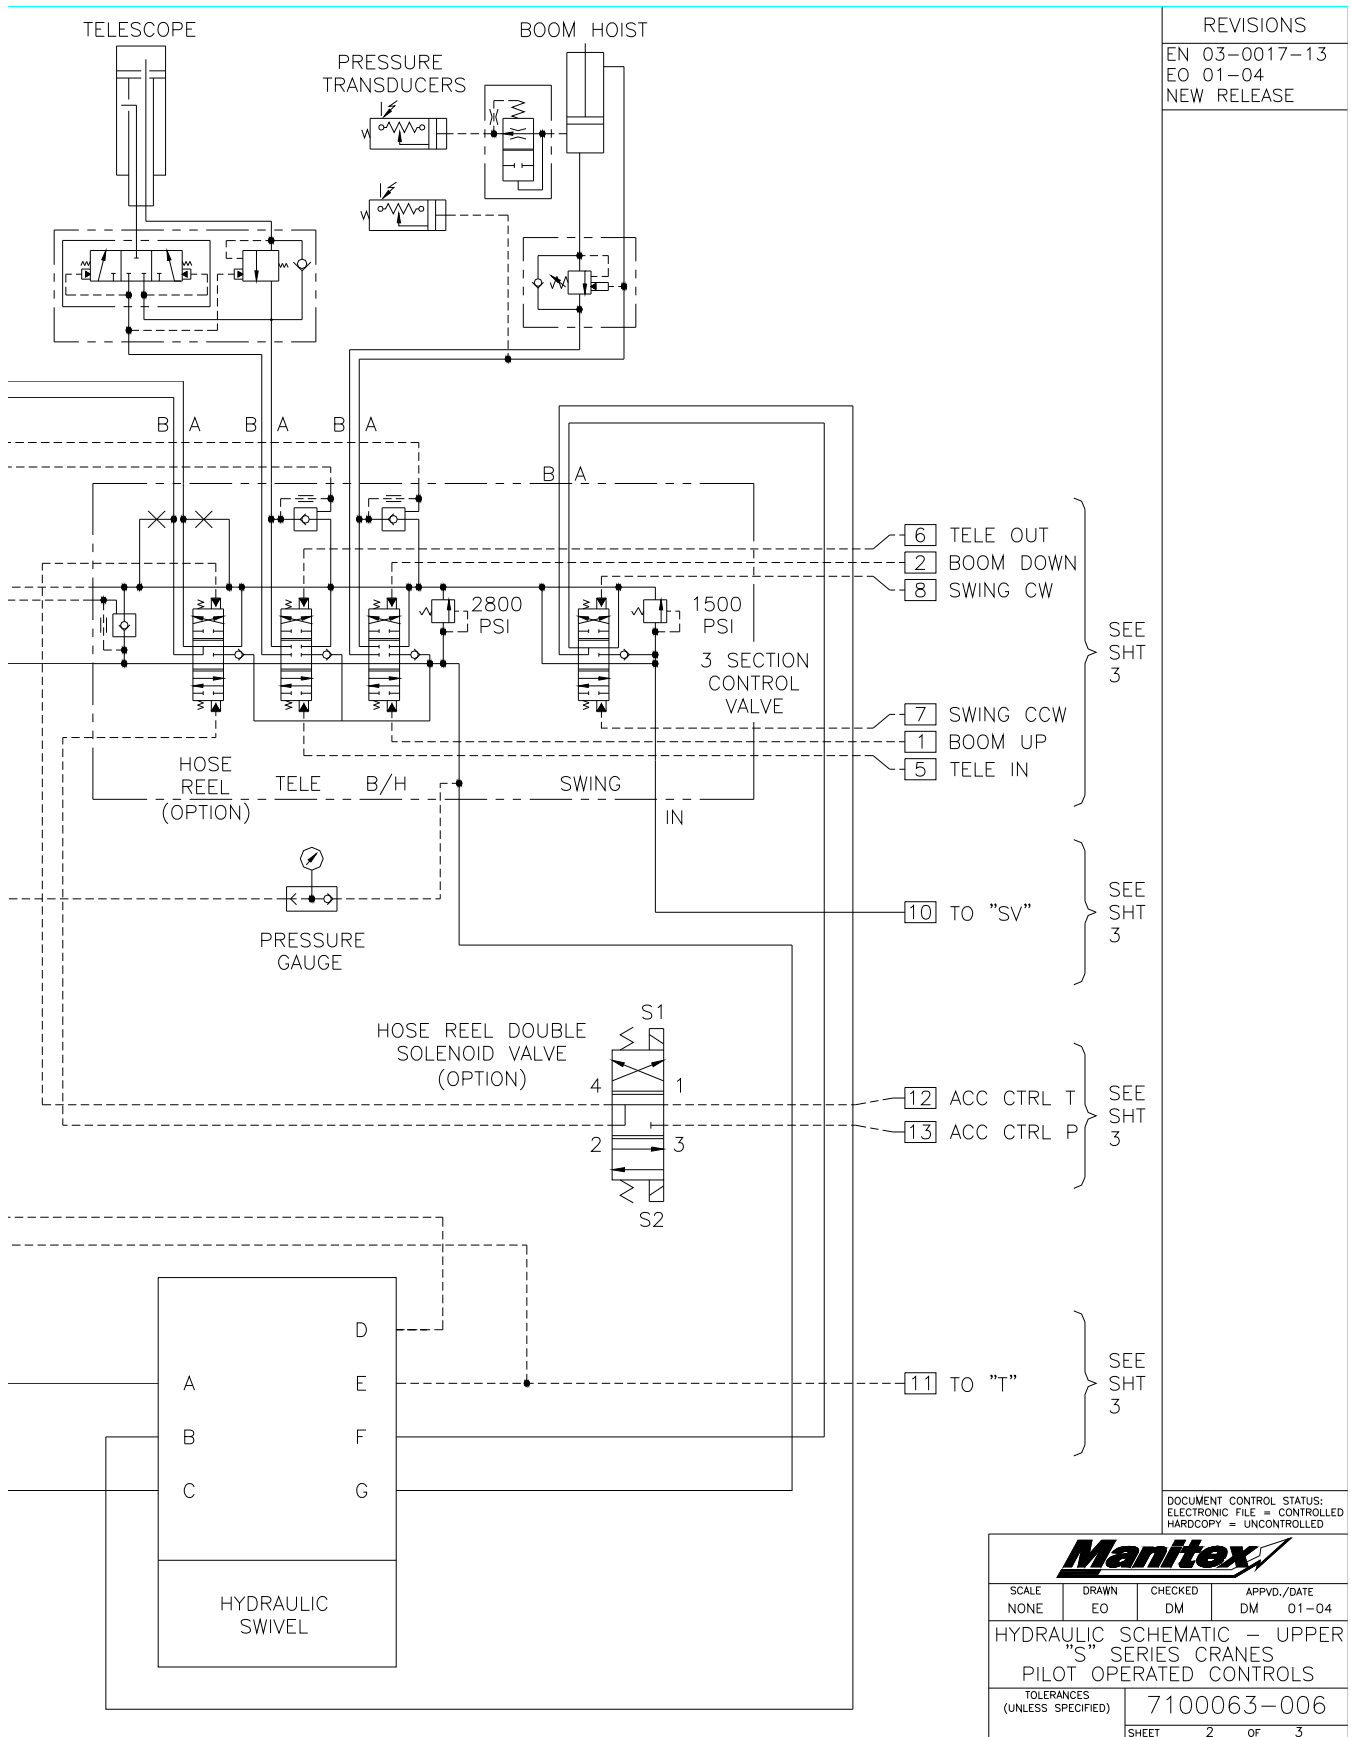 TELESCOPE
BOOM HOIST
PRESSURE
TRANSDUCERS
REVISIONS
EN 03-0017-13
EO 01-04
NEW RELEASE
B A
B A
B A
B A
6 TELE OUT
2 BOOM DOWN
8 SWING CW
SEE
SHT
3
2800
PSI
1500
PSI
3 SECTION
CONTROL
VALVE
7 SWING CCW
1 BOOM UP
5 TELE IN
HOSE
REEL
(OPTION)
TELE
B/H
SWING
IN
PRESSURE
GAUGE
10 TO "SV"
SEE
SHT
3
HOSE REEL DOUBLE
SOLENOID VALVE
(OPTION)
S1
4 1
2 3
S2
12 ACC CTRL T
13 ACC CTRL P
SEE
SHT
3
D
A E
B F
C G
HYDRAULIC
SWIVEL
11 TO "T"
SEE
SHT
3
DOCUMENT CONTROL STATUS:
ELECTRONIC FILE = CONTROLLED
HARDCOPY = UNCONTROLLED
Manitex
SCALE DRAWN CHECKED APPVD./DATE
NONE EO DM DM 01-04
HYDRAULIC SCHEMATIC - UPPER
"S" SERIES CRANES
PILOT OPERATED CONTROLS
TOLERANCES
(UNLESS SPECIFIED)
7100063-006
SHEET 2 OF 3